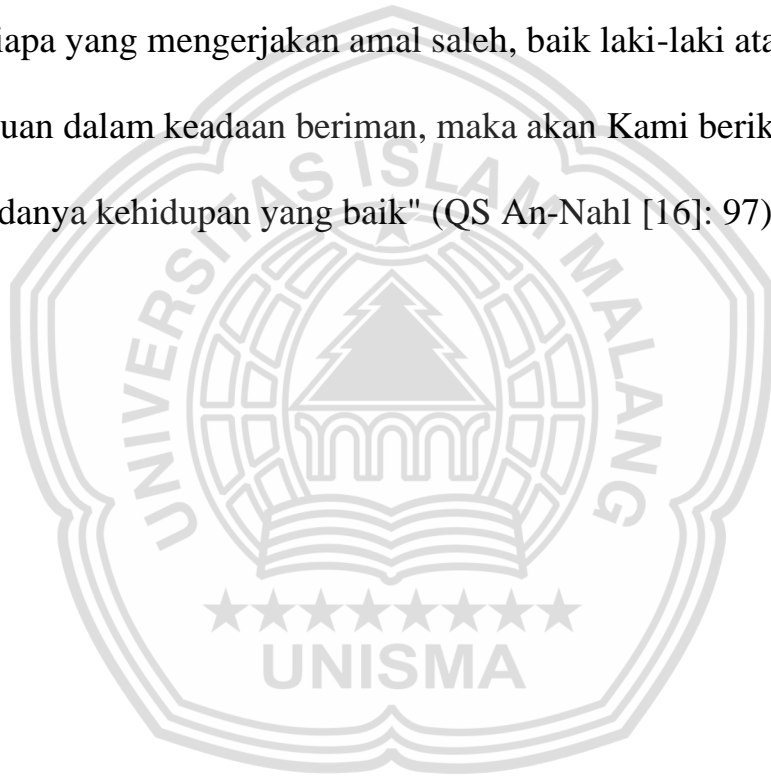 iapa yang mengerjakan amal saleh, baik laki-laki ata
uan dalam keadaan beriman, maka akan Kami berik
danya kehidupan yang baik" (QS An-Nahl [16]: 97)
UNIVERSITAS ISLAM MALANG
UNISMA